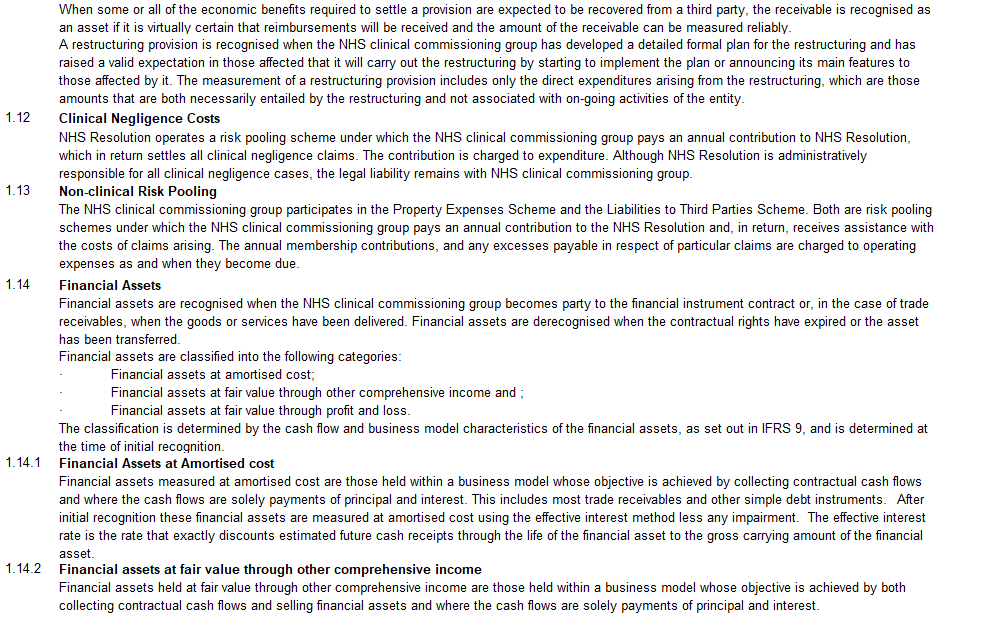 When some or all of the economic benefits required to settle a provision are expected to be recovered from a third party, the receivable is recognised as
an asset if it is virtually certain that reimbursements will be received and the amount of the receivable can be measured reliably.
A restructuring provision is recognised when the NHS clinical commissioning group has developed a detailed formal plan for the restructuring and has
raised a valid expectation in those affected that it will carry out the restructuring by starting to implement the plan or announcing its main features to
those affected by it. The measurement of a restructuring provision includes only the direct expenditures arising from the restructuring, which are those
amounts that are both necessarily entailed by the restructuring and not associated with on-going activities of the entity.
1.12 Clinical Negligence Costs
NHS Resolution operates a risk pooling scheme under which the NHS clinical commissioning group pays an annual contribution to NHS Resolution,
which in return settles all clinical negligence claims. The contribution is charged to expenditure. Although NHS Resolution is administratively
responsible for all clinical negligence cases, the legal liability remains with NHS clinical commissioning group.
1.13 Non-clinical Risk Pooling
The NHS clinical commissioning group participates in the Property Expenses Scheme and the Liabilities to Third Parties Scheme. Both are risk pooling
schemes under which the NHS clinical commissioning group pays an annual contribution to the NHS Resolution and, in return, receives assistance with
the costs of claims arising. The annual membership contributions, and any excesses payable in respect of particular claims are charged to operating
expenses as and when they become due.
1.14 Financial Assets
Financial assets are recognised when the NHS clinical commissioning group becomes party to the financial instrument contract or, in the case of trade
receivables, when the goods or services have been delivered. Financial assets are derecognised when the contractual rights have expired or the asset
has been transferred.
Financial assets are classified into the following categories:
· Financial assets at amortised cost;
· Financial assets at fair value through other comprehensive income and ;
· Financial assets at fair value through profit and loss.
The classification is determined by the cash flow and business model characteristics of the financial assets, as set out in IFRS 9, and is determined at
the time of initial recognition.
1.14.1 Financial Assets at Amortised cost
Financial assets measured at amortised cost are those held within a business model whose objective is achieved by collecting contractual cash flows
and where the cash flows are solely payments of principal and interest. This includes most trade receivables and other simple debt instruments. After
initial recognition these financial assets are measured at amortised cost using the effective interest method less any impairment. The effective interest
rate is the rate that exactly discounts estimated future cash receipts through the life of the financial asset to the gross carrying amount of the financial
asset.
1.14.2 Financial assets at fair value through other comprehensive income
Financial assets held at fair value through other comprehensive income are those held within a business model whose objective is achieved by both
collecting contractual cash flows and selling financial assets and where the cash flows are solely payments of principal and interest.